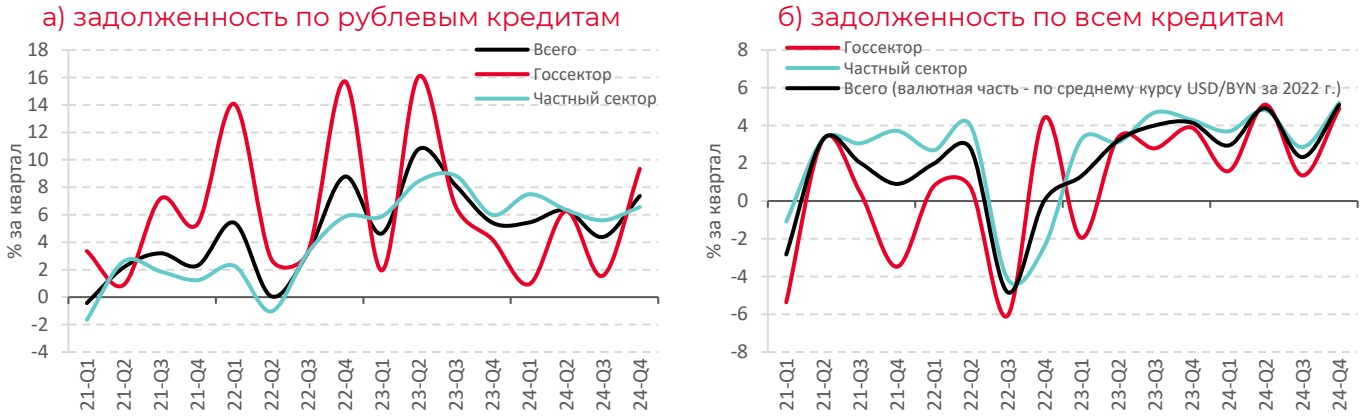 а) задолженность по рублевым кредитам
% за квартал
18
16
14
12
10
8
6
4
2
0
-2
-4
Всего
Госсектор
Частный сектор
21-Q1
21-Q2
21-Q3
21-Q4
22-Q1
22-Q2
22-Q3
22-Q4
23-Q1
23-Q2
23-Q3
23-Q4
24-Q1
24-Q2
24-Q3
24-Q4
б) задолженность по всем кредитам
% за квартал
8
6
4
2
0
-2
-4
-6
-8
Госсектор
Частный сектор
Всего (валютная часть - по среднему курсу USD/BYN за 2022 г.)
21-Q1
21-Q2
21-Q3
21-Q4
22-Q1
22-Q2
22-Q3
22-Q4
23-Q1
23-Q2
23-Q3
23-Q4
24-Q1
24-Q2
24-Q3
24-Q4